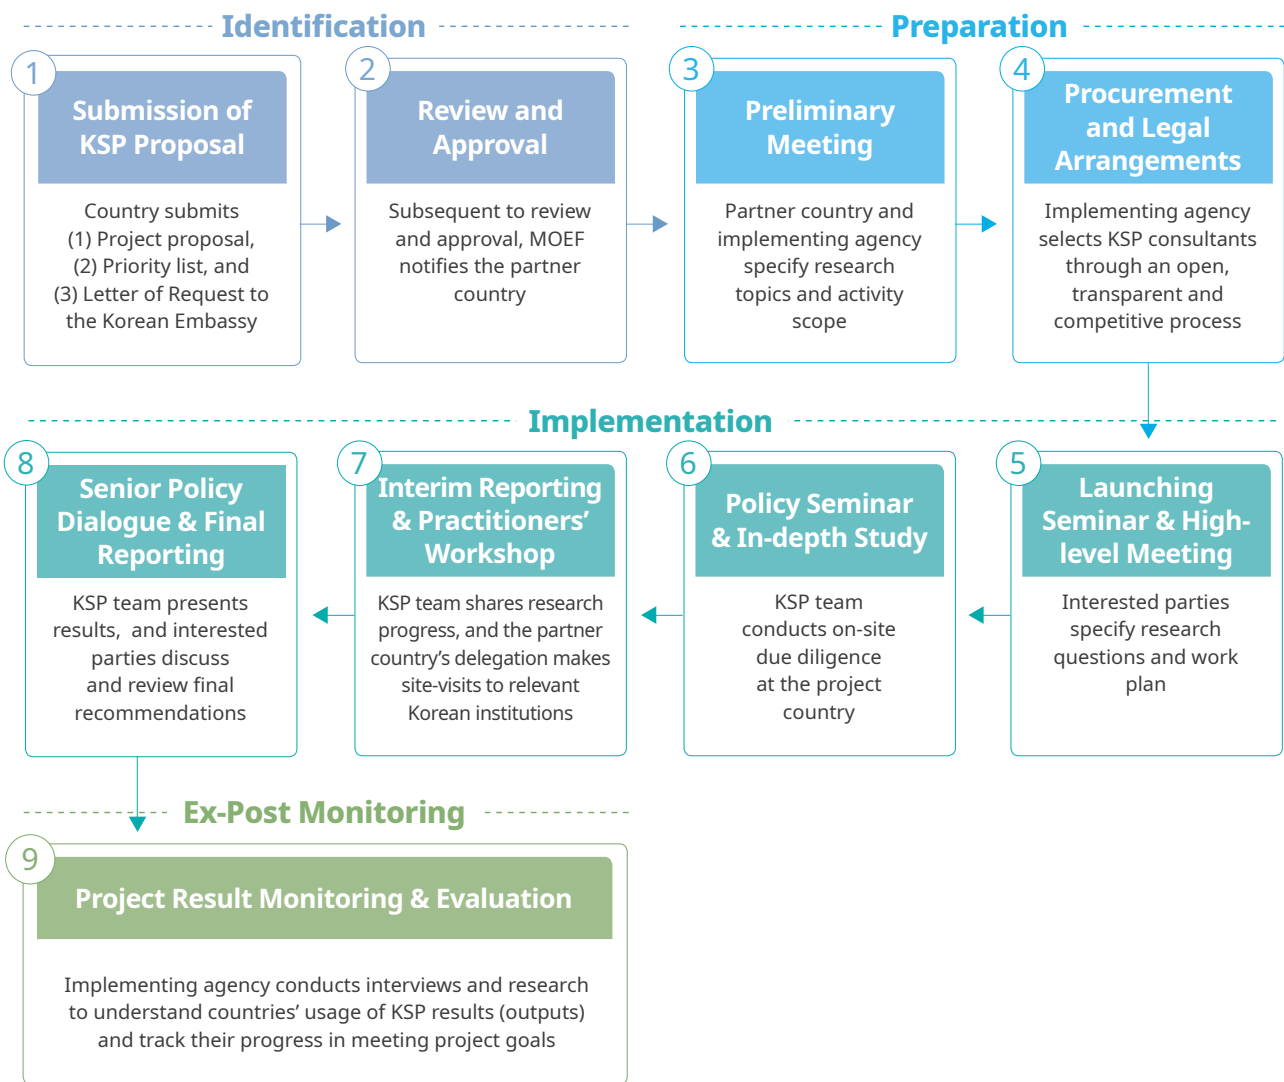 Identification
1
Submission of
KSP Proposal
Country submits
(1) Project proposal,
(2) Priority list, and
(3) Letter of Request to
the Korean Embassy
2
Review and
Approval
Subsequent to review
and approval, MOEF
notifies the partner
country
Preparation
3
Preliminary
Meeting
Partner country and
implementing agency
specify research
topics and activity
scope
4
Procurement
and Legal
Arrangements
Implementing agency
selects KSP consultants
through an open,
transparent and
competitive process
Implementation
5
Launching
Seminar & High-
level Meeting
Interested parties
specify research
questions and work
plan
6
Policy Seminar
& In-depth Study
KSP team
conducts on-site
due diligence
at the project
country
7
Interim Reporting
& Practitioners’
Workshop
KSP team shares research
progress, and the partner
country’s delegation makes
site-visits to relevant
Korean institutions
8
Senior Policy
Dialogue & Final
Reporting
KSP team presents
results, and interested
parties discuss
and review final
recommendations
Ex-Post Monitoring
9
Project Result Monitoring & Evaluation
Implementing agency conducts interviews and research
to understand countries’ usage of KSP results (outputs)
and track their progress in meeting project goals